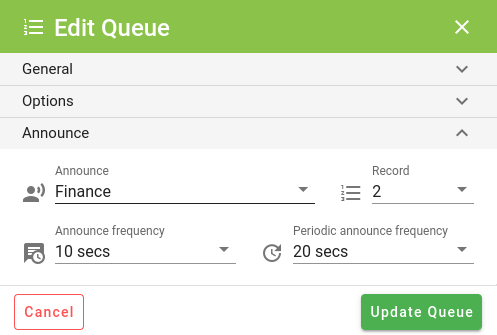 Edit Queue
General
Options
Announce
Announce
Finance
Record
2
Announce frequency
10 secs
Periodic announce frequency
20 secs
Cancel
Update Queue